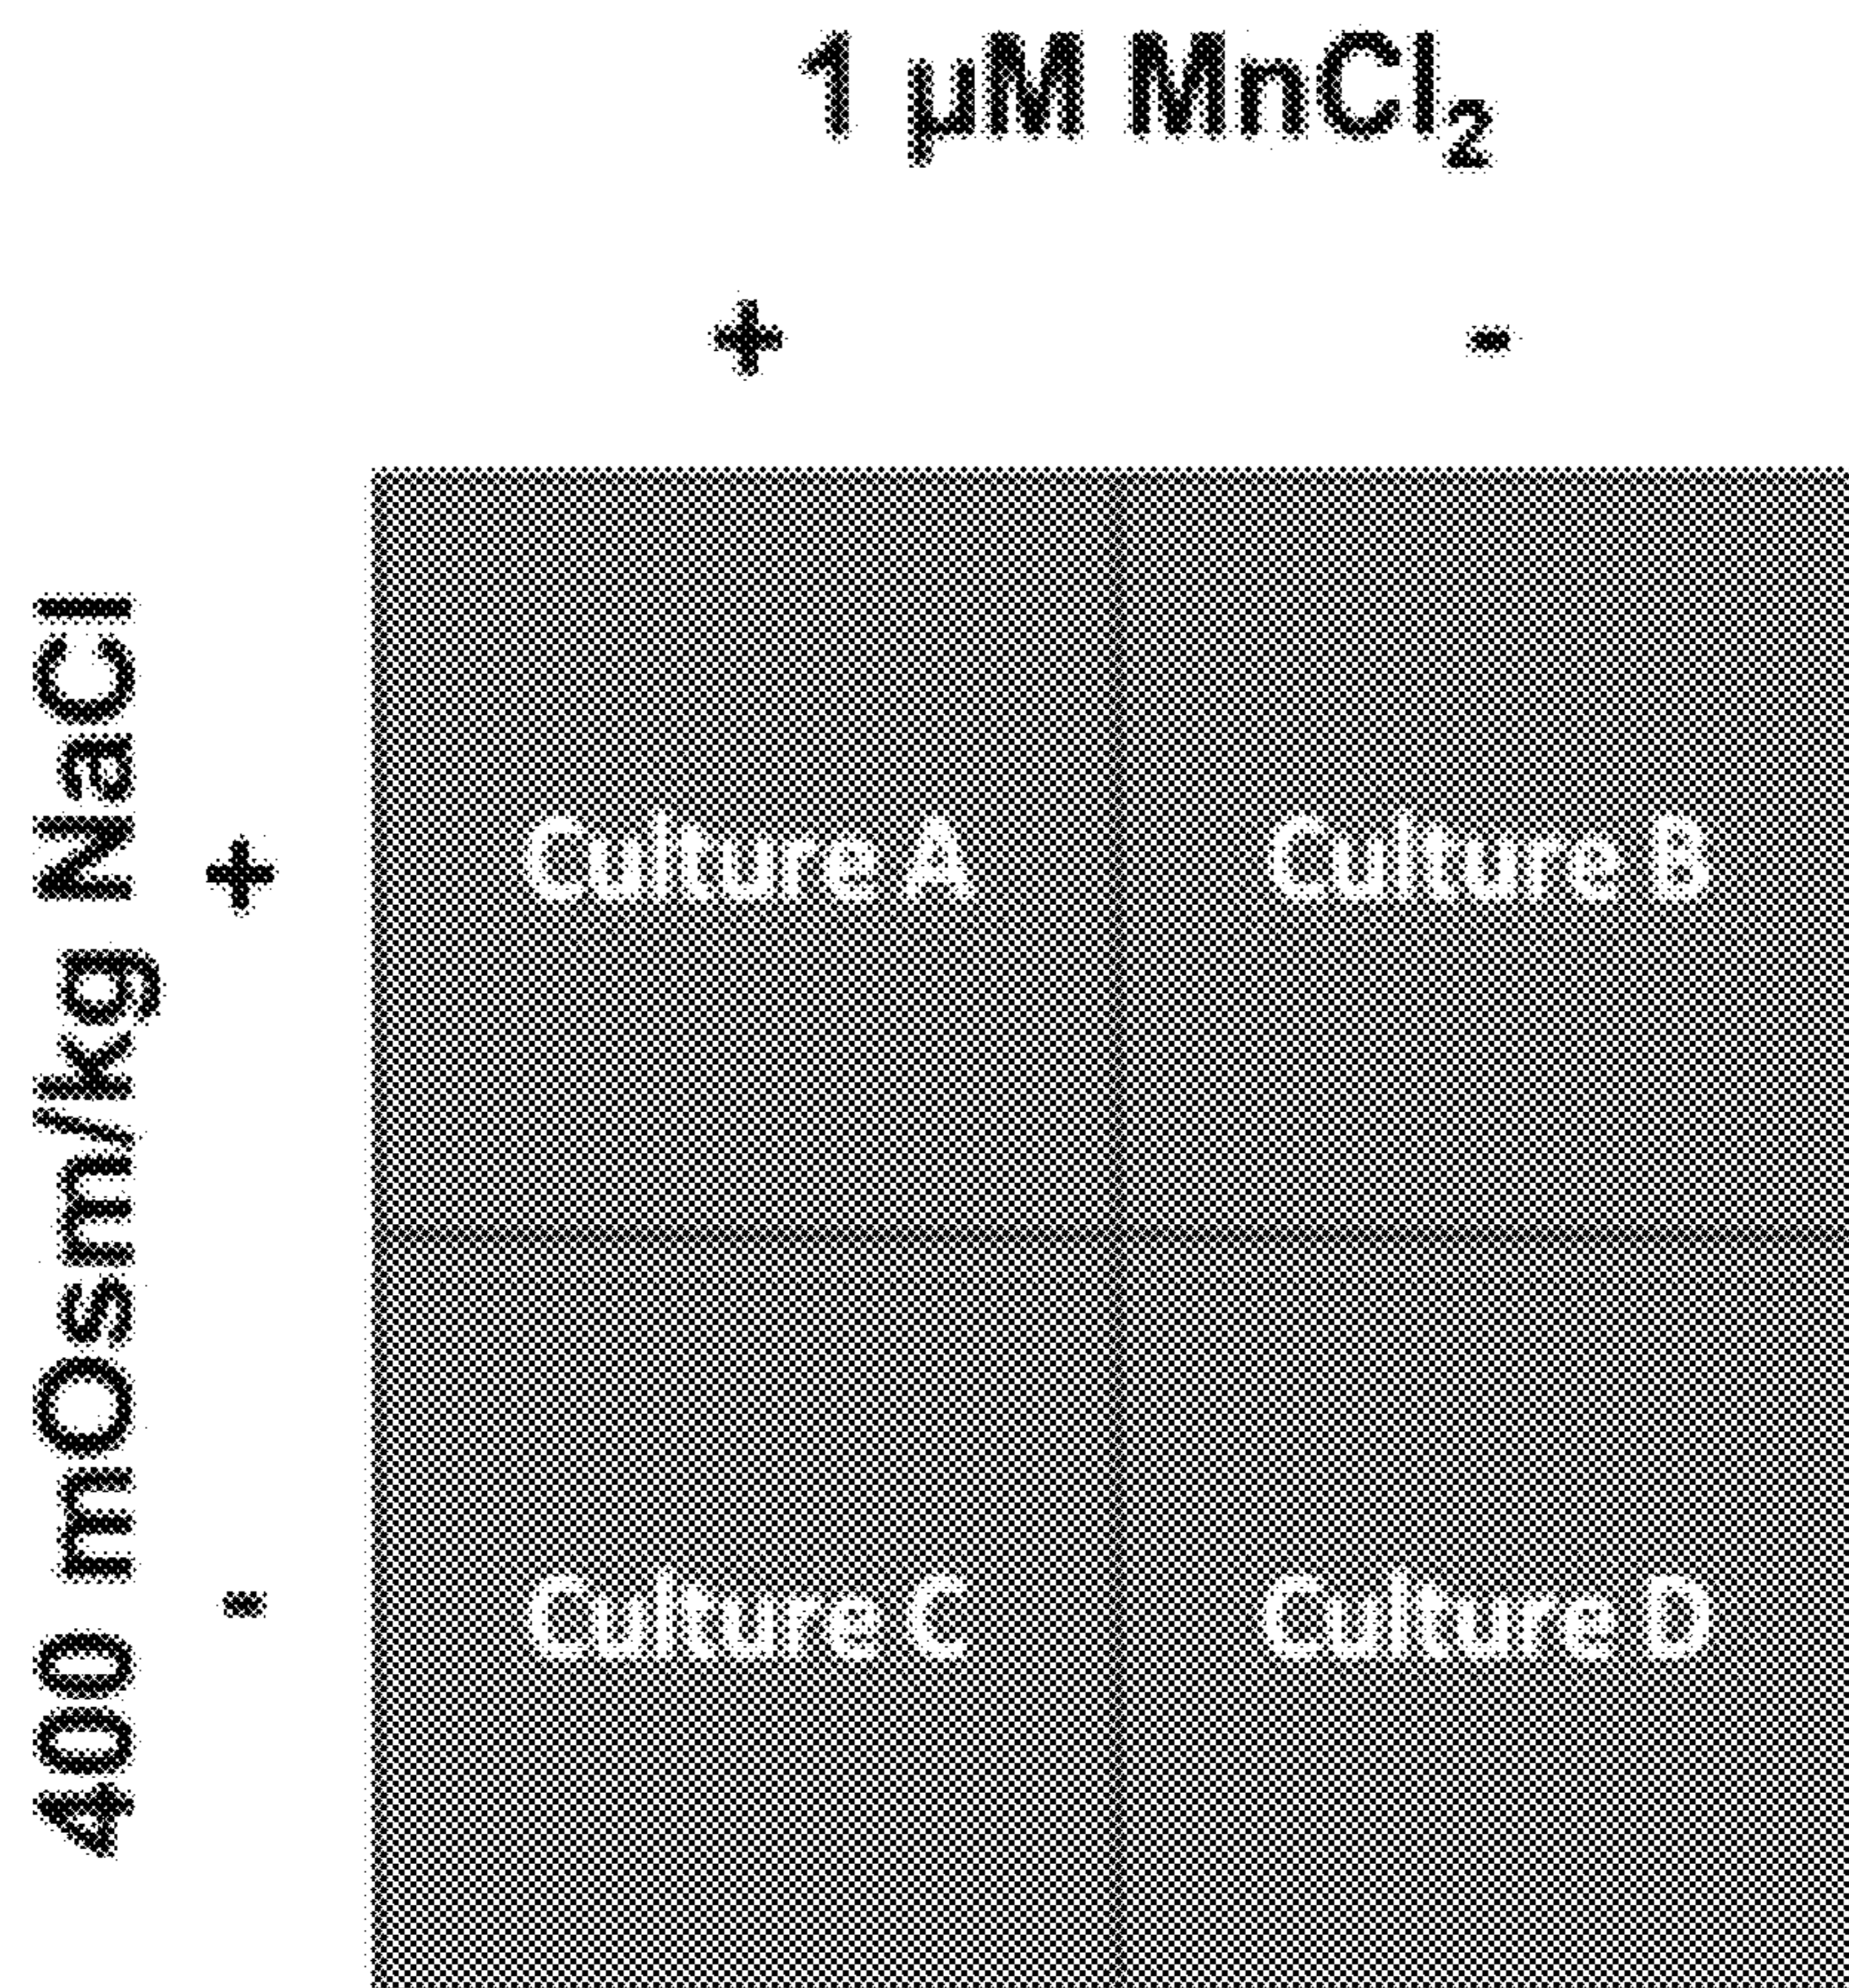 1 µM MnCl₂
+ -
400 mOsm/kg NaCl
+
Culture A Culture B
-
Culture C Culture D